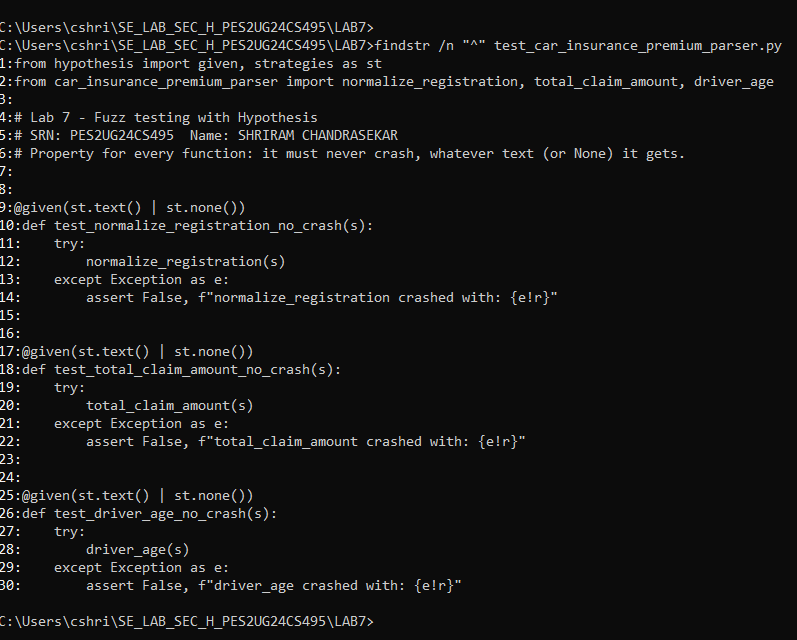 C:\Users\cshri\SE_LAB_SEC_H_PES2UG24CS495\LAB7>
C:\Users\cshri\SE_LAB_SEC_H_PES2UG24CS495\LAB7>findstr /n "^" test_car_insurance_premium_parser.py
1:from hypothesis import given, strategies as st
2:from car_insurance_premium_parser import normalize_registration, total_claim_amount, driver_age
3:
4:# Lab 7 - Fuzz testing with Hypothesis
5:# SRN: PES2UG24CS495  Name: SHRIRAM CHANDRASEKAR
6:# Property for every function: it must never crash, whatever text (or None) it gets.
7:
8:
9:@given(st.text() | st.none())
10:def test_normalize_registration_no_crash(s):
11:    try:
12:        normalize_registration(s)
13:    except Exception as e:
14:        assert False, f"normalize_registration crashed with: {e!r}"
15:
16:
17:@given(st.text() | st.none())
18:def test_total_claim_amount_no_crash(s):
19:    try:
20:        total_claim_amount(s)
21:    except Exception as e:
22:        assert False, f"total_claim_amount crashed with: {e!r}"
23:
24:
25:@given(st.text() | st.none())
26:def test_driver_age_no_crash(s):
27:    try:
28:        driver_age(s)
29:    except Exception as e:
30:        assert False, f"driver_age crashed with: {e!r}"
C:\Users\cshri\SE_LAB_SEC_H_PES2UG24CS495\LAB7>